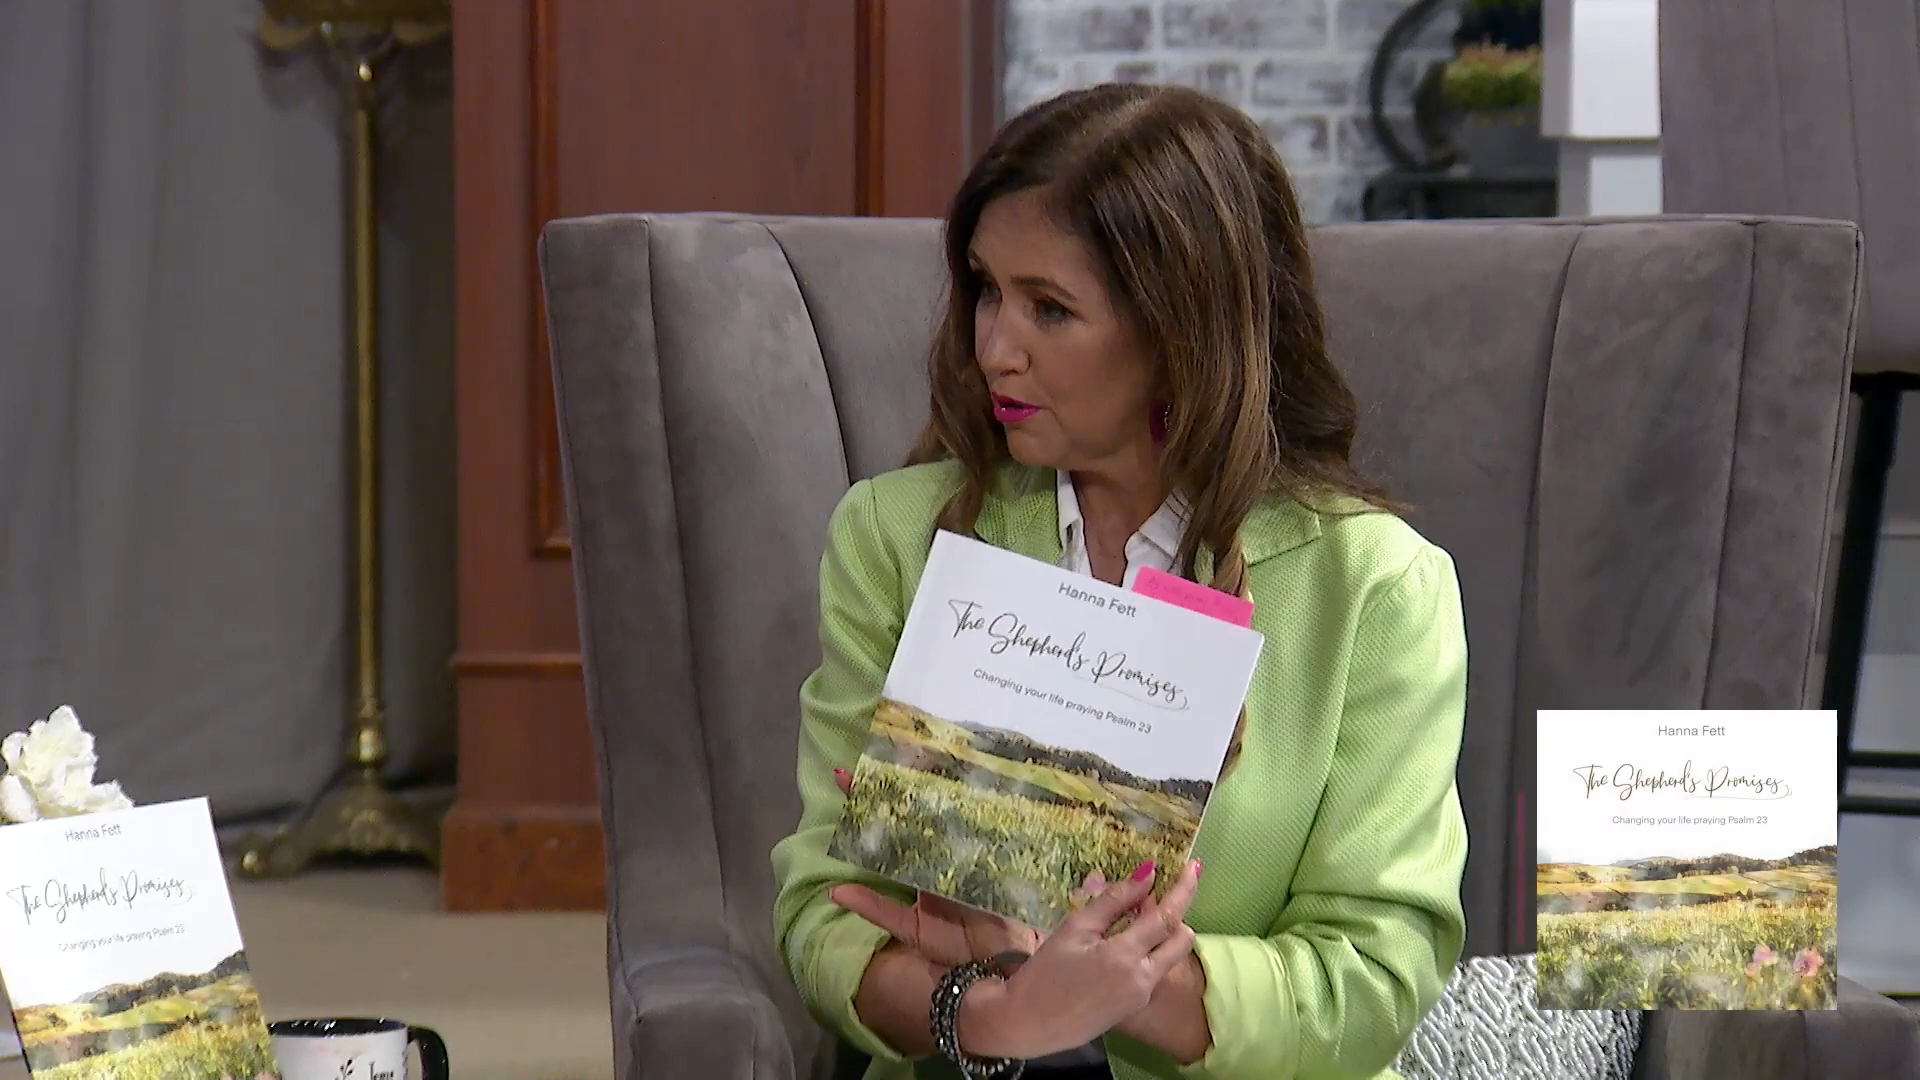 Hanna Fett
The Shepherd's Promises
Changing your life praying Psalm 23
Hanna Fett
The Shepherd's Promises
Changing your life praying Psalm 23
Hanna Fett
The Shepherd's Promises
Changing your life praying Psalm 23
Jesus